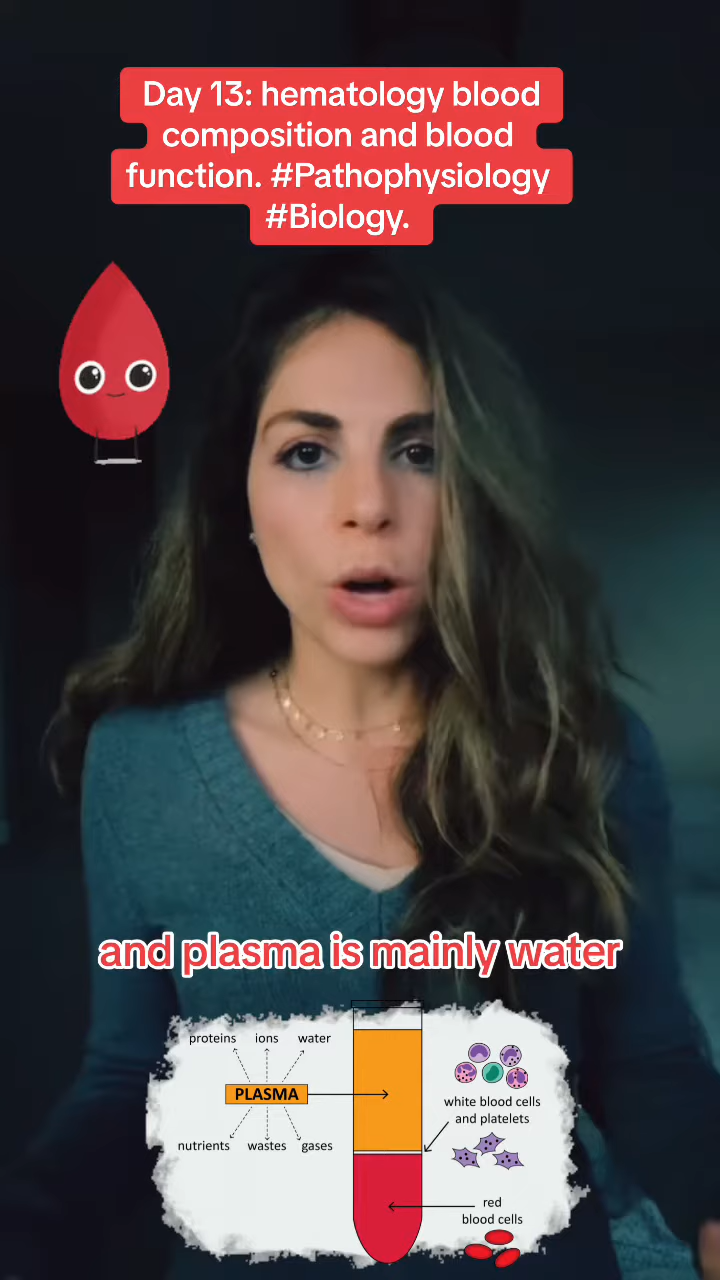 Day 13: hematology blood
composition and blood
function. #Pathophysiology
#Biology.
and plasma is mainly water
proteins ions water
PLASMA
nutrients wastes gases
white blood cells
and platelets
red
blood cells